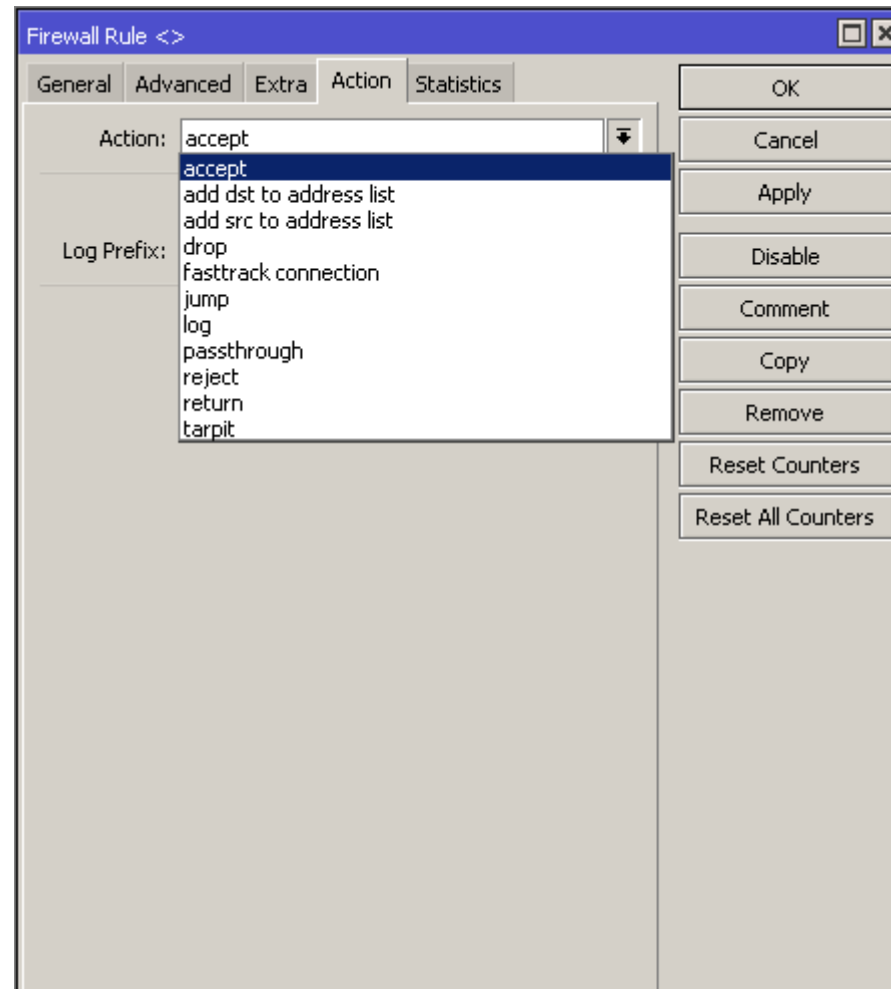 Firewall Rule <>
General Advanced Extra Action Statistics
Action: accept
accept
add dst to address list
add src to address list
drop
fasttrack connection
jump
log
passthrough
reject
return
tarpit
Log Prefix:
OK
Cancel
Apply
Disable
Comment
Copy
Remove
Reset Counters
Reset All Counters